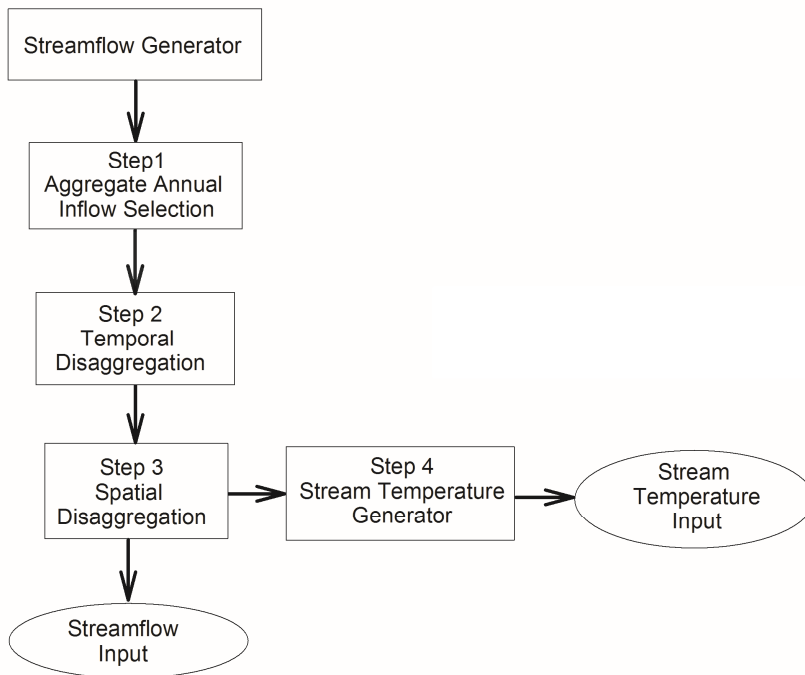 Streamflow Generator
Step1
Aggregate Annual
Inflow Selection
Step 2
Temporal
Disaggregation
Step 3
Spatial
Disaggregation
Step 4
Stream Temperature
Generator
Stream
Temperature
Input
Streamflow
Input